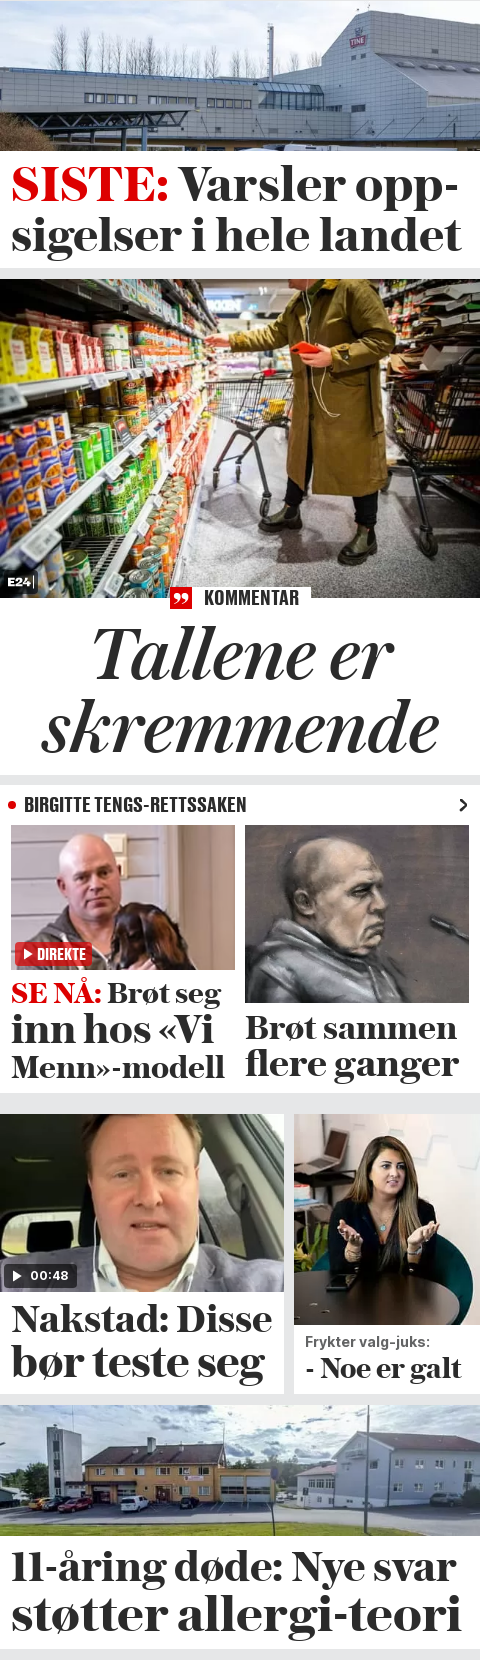 TINE
SISTE: Varsler opp-
sigelser i hele landet
E24
KOMMENTAR
Tallene er
skremmende
BIRGITTE TENGS-RETTSSAKEN
DIREKTE
SE NÅ: Brøt seg
inn hos «Vi
Menn»-modell
Brøt sammen
flere ganger
00:48
Nakstad: Disse
bør teste seg
Frykter valg-juks:
- Noe er galt
11-åring døde: Nye svar
støtter allergi-teori